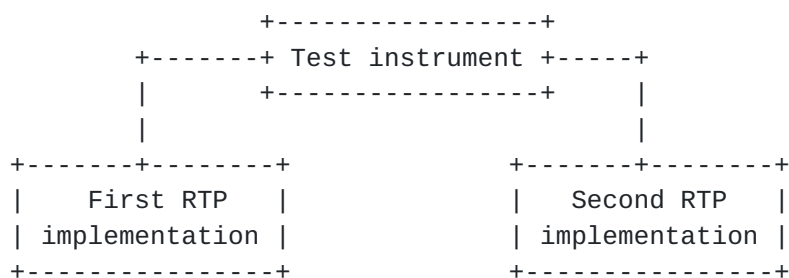 Test instrument
First RTP Second RTP
implementation implementation